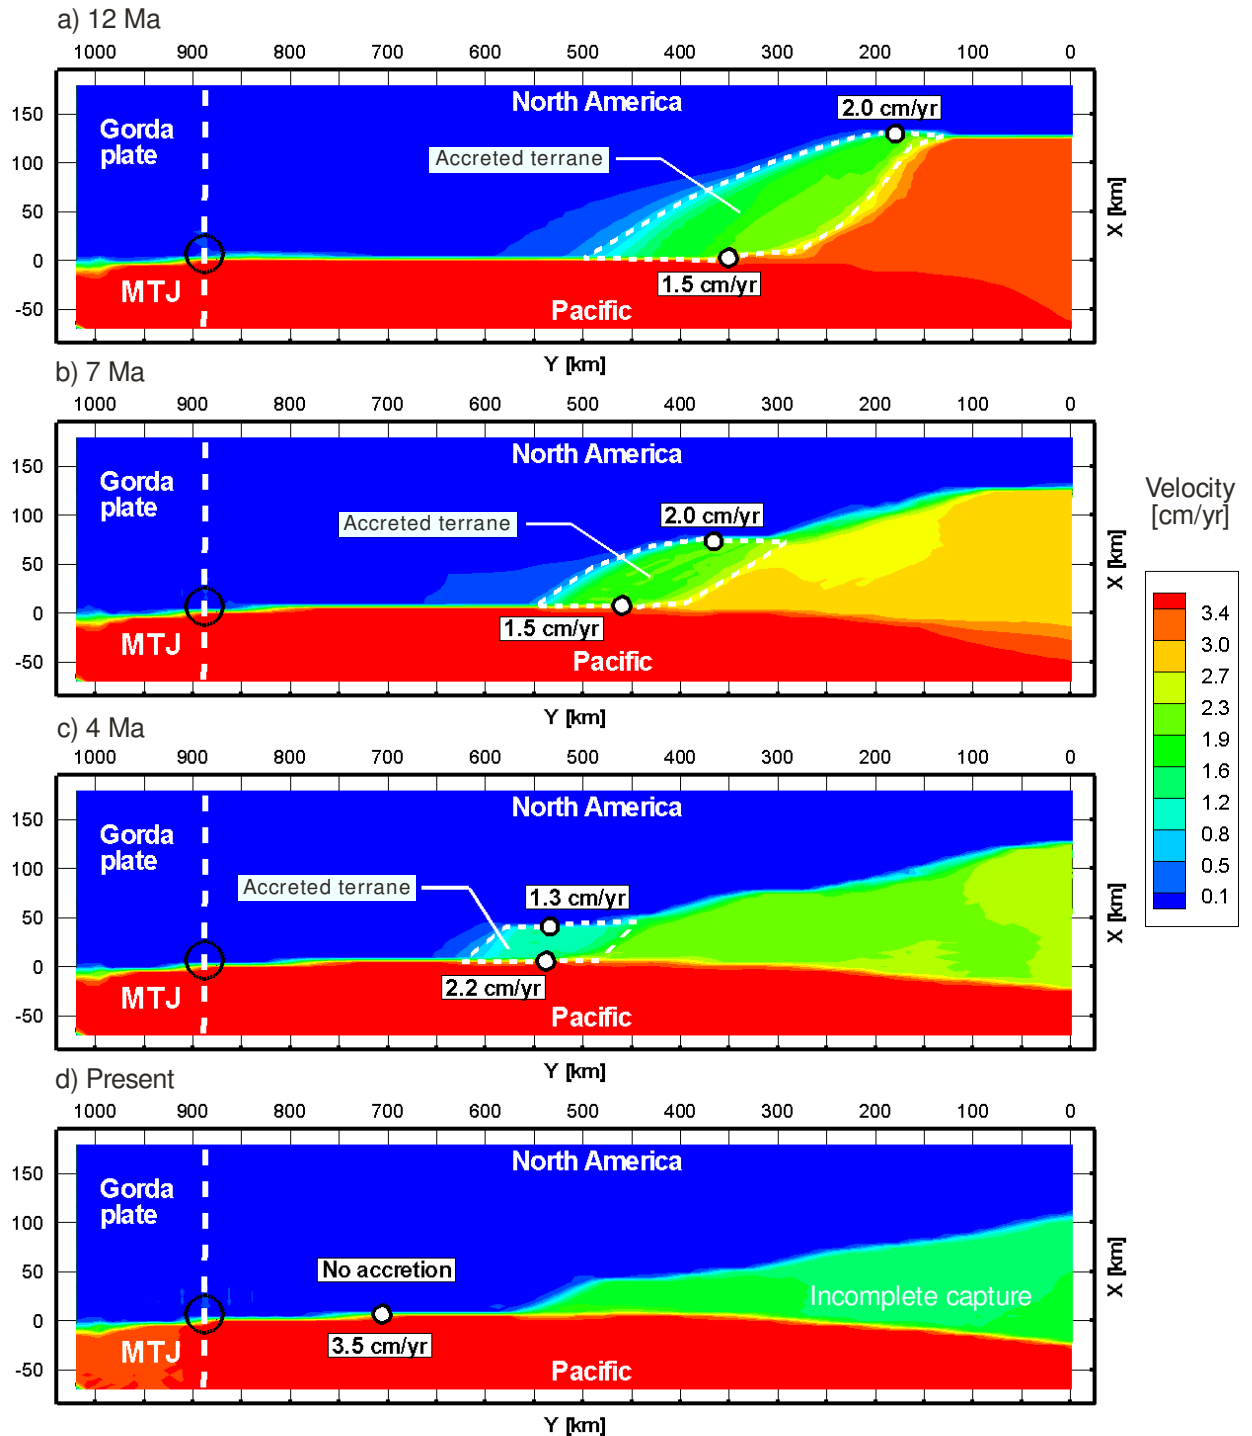 a) 12 Ma
1000 900 800 700 600 500 400 300 200 100 0
150
100
50
0
-50
Gorda
plate
North America
2.0 cm/yr
Accreted terrane
1.5 cm/yr
MTJ
Pacific
X [km]
Y [km]
b) 7 Ma
1000 900 800 700 600 500 400 300 200 100 0
150
100
50
0
-50
Gorda
plate
North America
2.0 cm/yr
Accreted terrane
1.5 cm/yr
MTJ
Pacific
X [km]
Y [km]
Velocity
[cm/yr]
3.4
3.0
2.7
2.3
1.9
1.6
1.2
0.8
0.5
0.1
c) 4 Ma
1000 900 800 700 600 500 400 300 200 100 0
150
100
50
0
-50
Gorda
plate
North America
Accreted terrane
1.3 cm/yr
2.2 cm/yr
MTJ
Pacific
X [km]
Y [km]
d) Present
1000 900 800 700 600 500 400 300 200 100 0
150
100
50
0
-50
Gorda
plate
North America
No accretion
Incomplete capture
3.5 cm/yr
MTJ
Pacific
X [km]
Y [km]